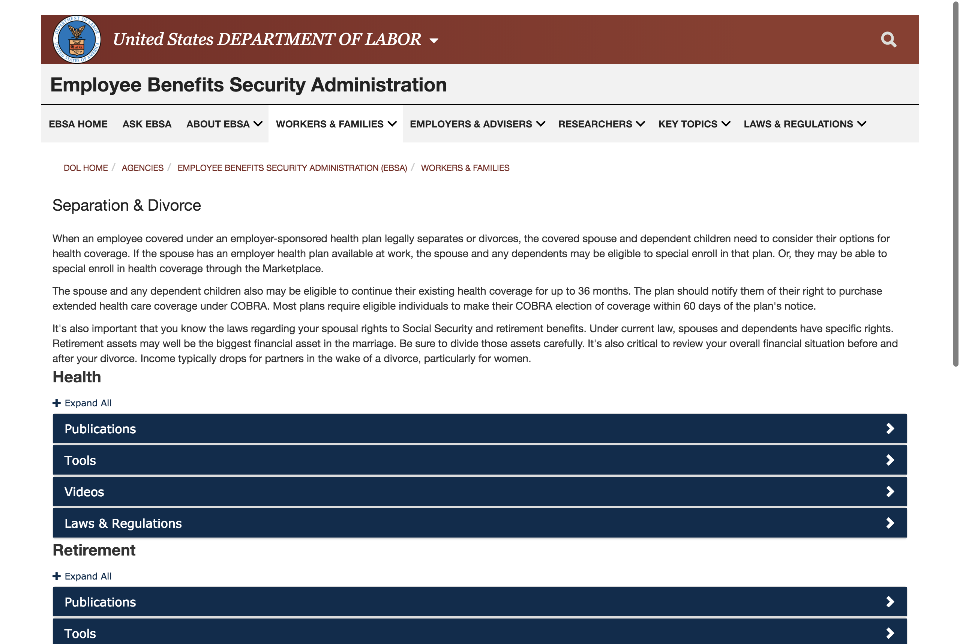 United States DEPARTMENT OF LABOR
Employee Benefits Security Administration
EBSA HOME ASK EBSA ABOUT EBSA WORKERS & FAMILIES EMPLOYERS & ADVISERS RESEARCHERS KEY TOPICS LAWS & REGULATIONS
DOL HOME / AGENCIES / EMPLOYEE BENEFITS SECURITY ADMINISTRATION (EBSA) / WORKERS & FAMILIES
Separation & Divorce
When an employee covered under an employer-sponsored health plan legally separates or divorces, the covered spouse and dependent children need to consider their options for
health coverage. If the spouse has an employer health plan available at work, the spouse and any dependents may be eligible to special enroll in that plan. Or, they may be able to
special enroll in health coverage through the Marketplace.
The spouse and any dependent children also may be eligible to continue their existing health coverage for up to 36 months. The plan should notify them of their right to purchase
extended health care coverage under COBRA. Most plans require eligible individuals to make their COBRA election of coverage within 60 days of the plan's notice.
It's also important that you know the laws regarding your spousal rights to Social Security and retirement benefits. Under current law, spouses and dependents have specific rights.
Retirement assets may well be the biggest financial asset in the marriage. Be sure to divide those assets carefully. It's also critical to review your overall financial situation before and
after your divorce. Income typically drops for partners in the wake of a divorce, particularly for women.
Health
Expand All
Publications
Tools
Videos
Laws & Regulations
Retirement
Expand All
Publications
Tools